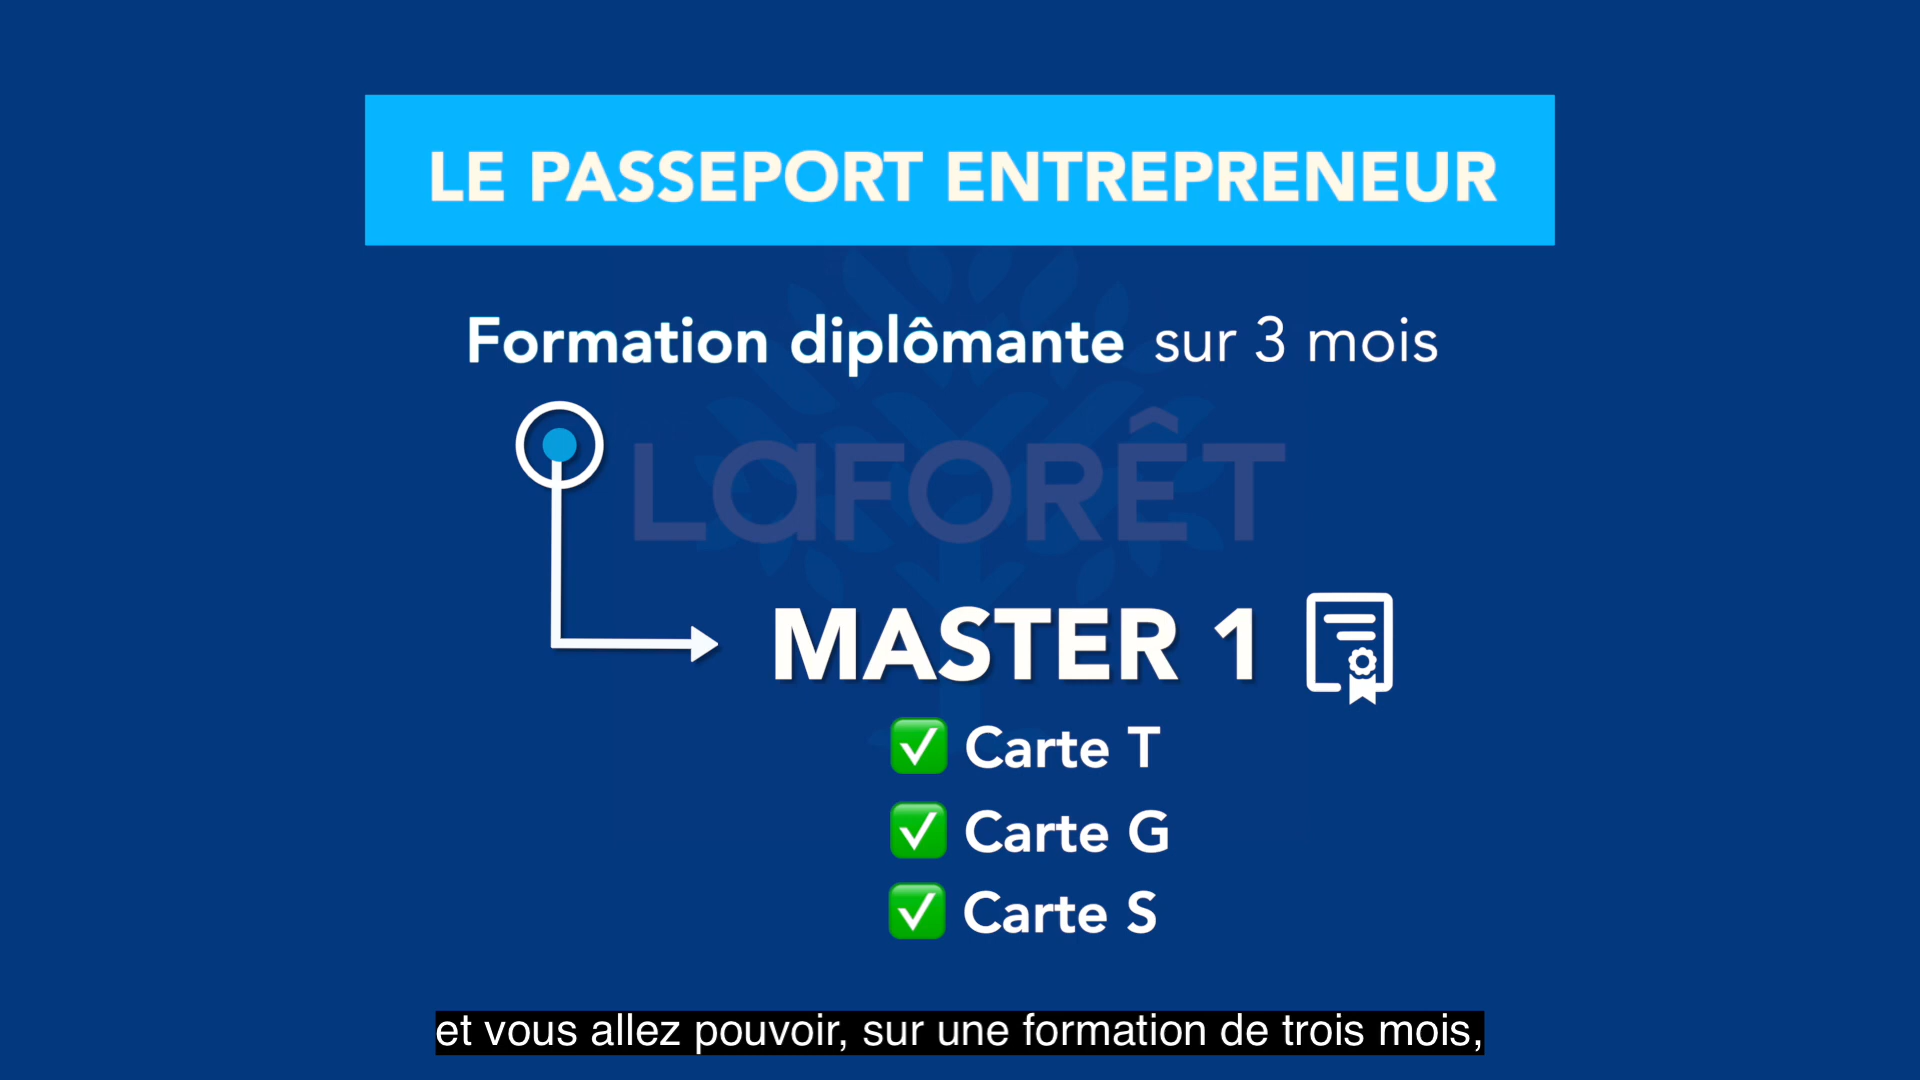 LE PASSEPORT ENTREPRENEUR
Formation diplômante sur 3 mois
LaFORÊT
MASTER 1
Carte T
Carte G
Carte S
et vous allez pouvoir, sur une formation de trois mois,